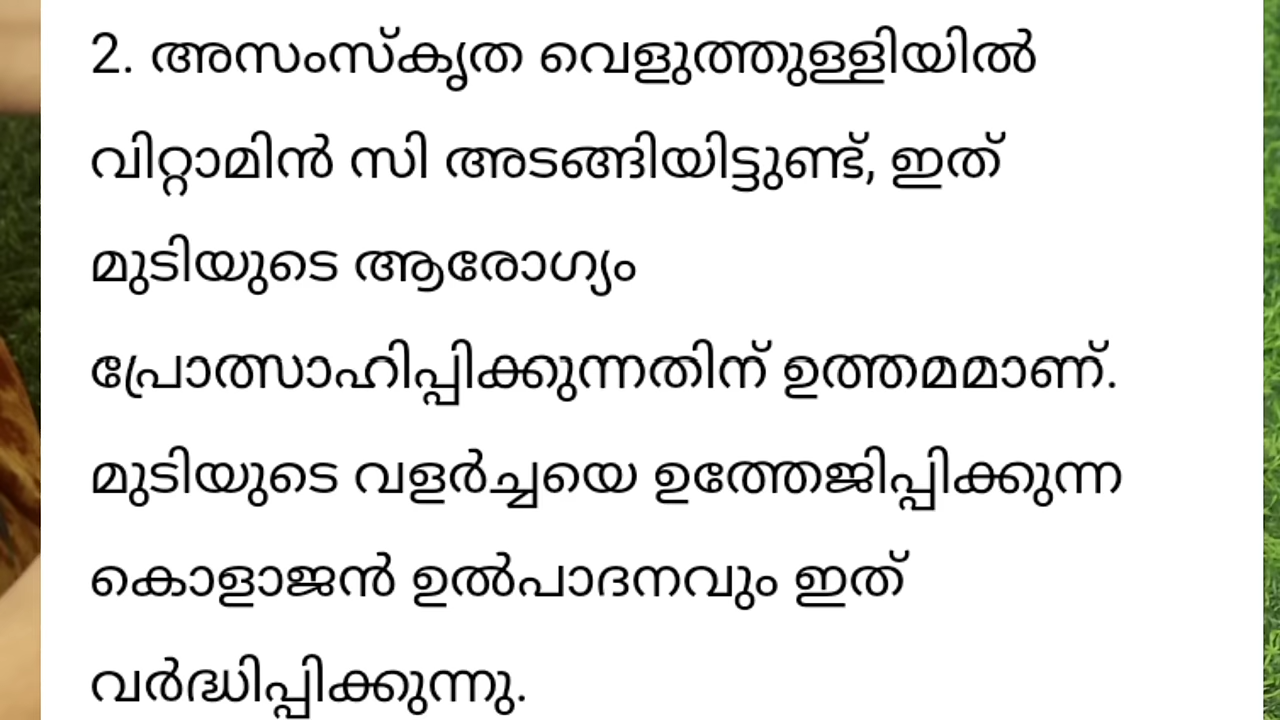 2. അസംസ്കൃത വെളുത്തുള്ളിയിൽ
വിറ്റാമിൻ സി അടങ്ങിയിട്ടുണ്ട്, ഇത്
മുടിയുടെ ആരോഗ്യം
പ്രോത്സാഹിപ്പിക്കുന്നതിന് ഉത്തമമാണ്.
മുടിയുടെ വളർച്ചയെ ഉത്തേജിപ്പിക്കുന്ന
കൊളാജൻ ഉൽപാദനവും ഇത്
വർദ്ധിപ്പിക്കുന്നു.